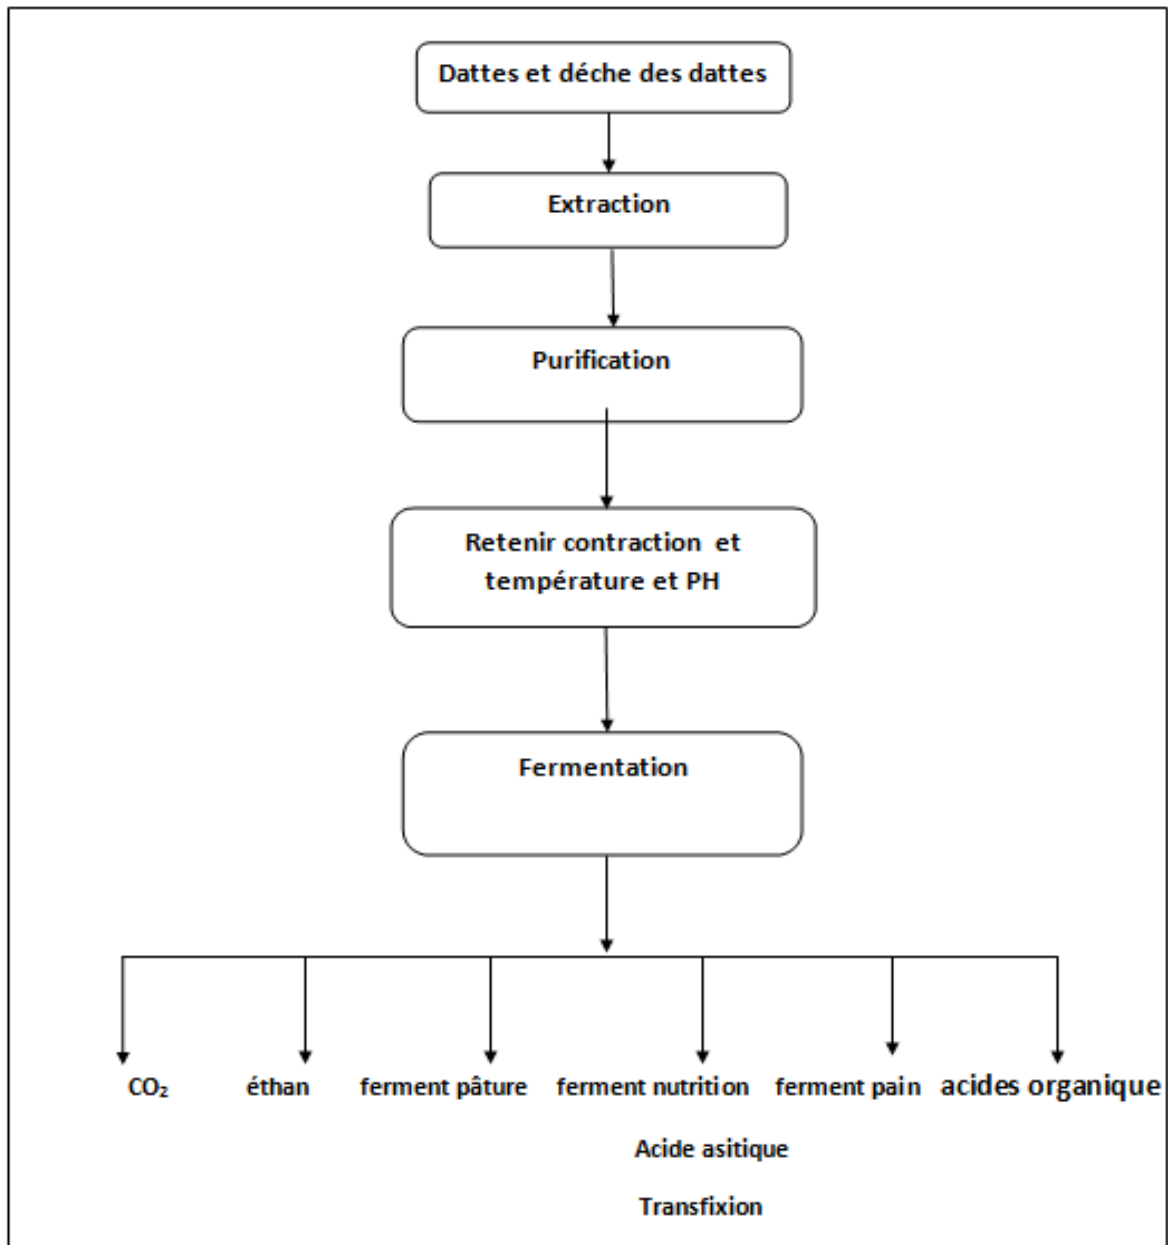 Dattes et déche des dattes
Extraction
Purification
Retenir contraction et
température et PH
Fermentation
CO₂ éthan ferment pâture ferment nutrition ferment pain acides organique
Acide asitique
Transfixion